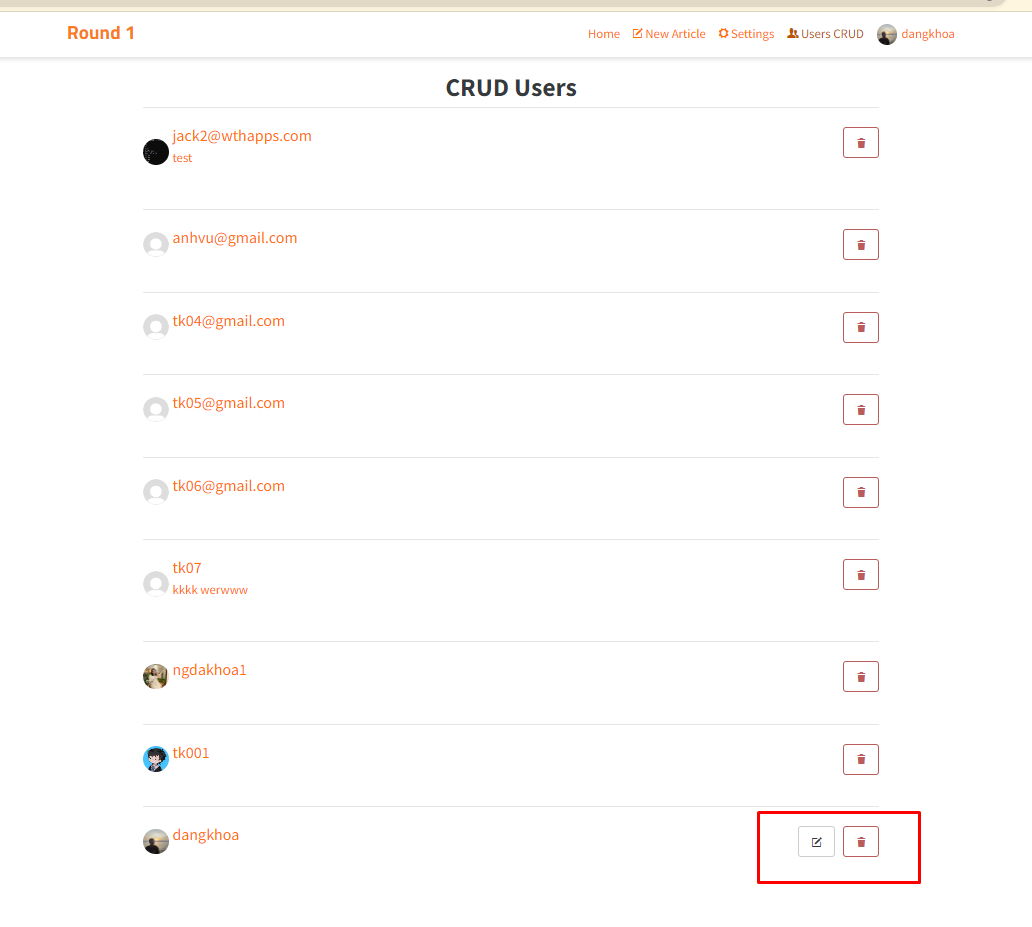 Round 1
Home New Article Settings Users CRUD dangkhoa
CRUD Users
jack2@wthapps.com
test
anhvu@gmail.com
tk04@gmail.com
tk05@gmail.com
tk06@gmail.com
tk07
kkkk werwww
ngdakhoa1
tk001
dangkhoa